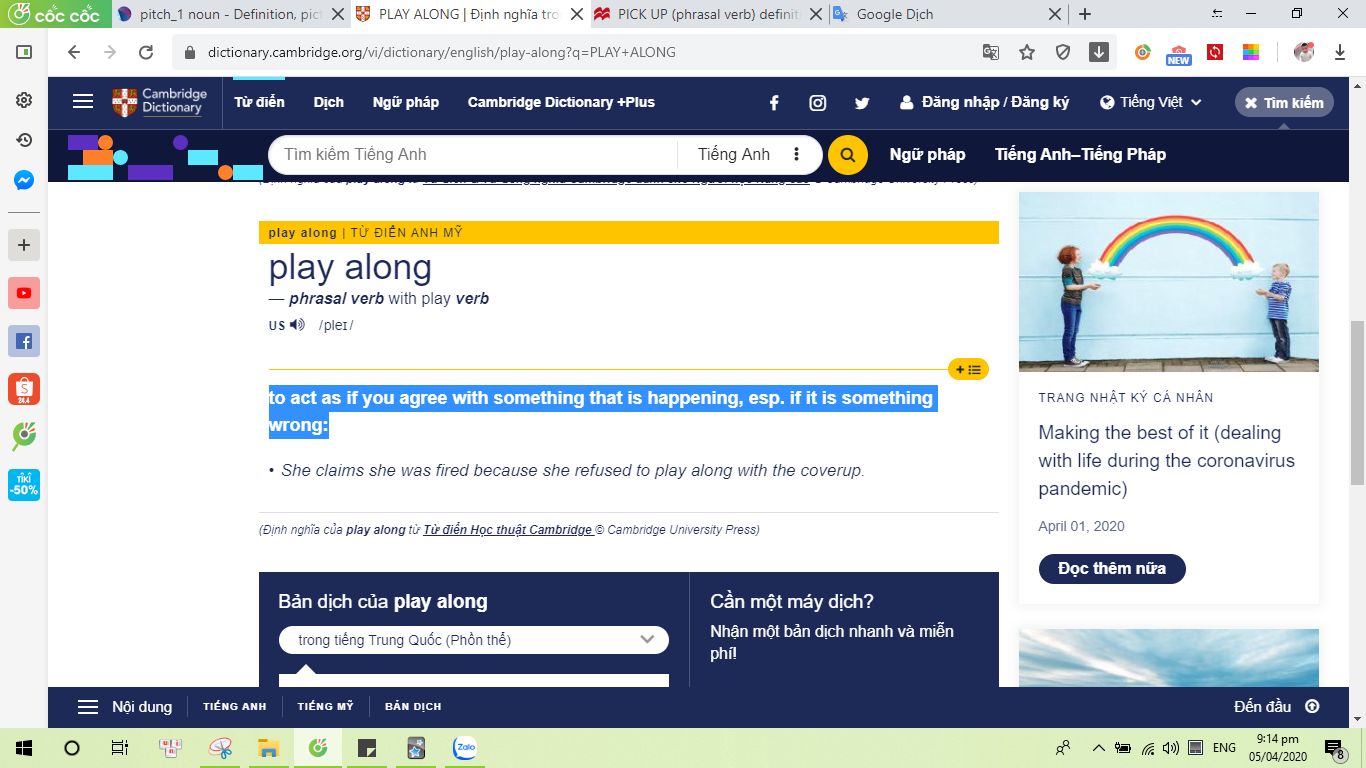 cốc cốc
pitch_1 noun - Definition, pict
PLAY ALONG | Định nghĩa tro
PICK UP (phrasal verb) definit
Google Dịch
dictionary.cambridge.org/vi/dictionary/english/play-along?q=PLAY+ALONG
NEW
Cambridge
Dictionary
Từ điển
Dịch
Ngữ pháp
Cambridge Dictionary +Plus
Đăng nhập / Đăng ký
Tiếng Việt
Tìm kiếm
Tìm kiếm Tiếng Anh
Tiếng Anh
Ngữ pháp
Tiếng Anh–Tiếng Pháp
play along | TỪ ĐIỂN ANH MỸ
play along
— phrasal verb with play verb
US /pleɪ/
to act as if you agree with something that is happening, esp. if it is something
wrong:
• She claims she was fired because she refused to play along with the coverup.
(Định nghĩa của play along từ Từ điển Học thuật Cambridge © Cambridge University Press)
Bản dịch của play along
trong tiếng Trung Quốc (Phồn thể)
Cần một máy dịch?
Nhận một bản dịch nhanh và miễn
phí!
TRANG NHẬT KÝ CÁ NHÂN
Making the best of it (dealing
with life during the coronavirus
pandemic)
April 01, 2020
Đọc thêm nữa
24.4
TIKI
-50%
Nội dung
TIẾNG ANH
TIẾNG MỸ
BẢN DỊCH
Đến đầu
Zalo
ENG
9:14 pm
05/04/2020
8